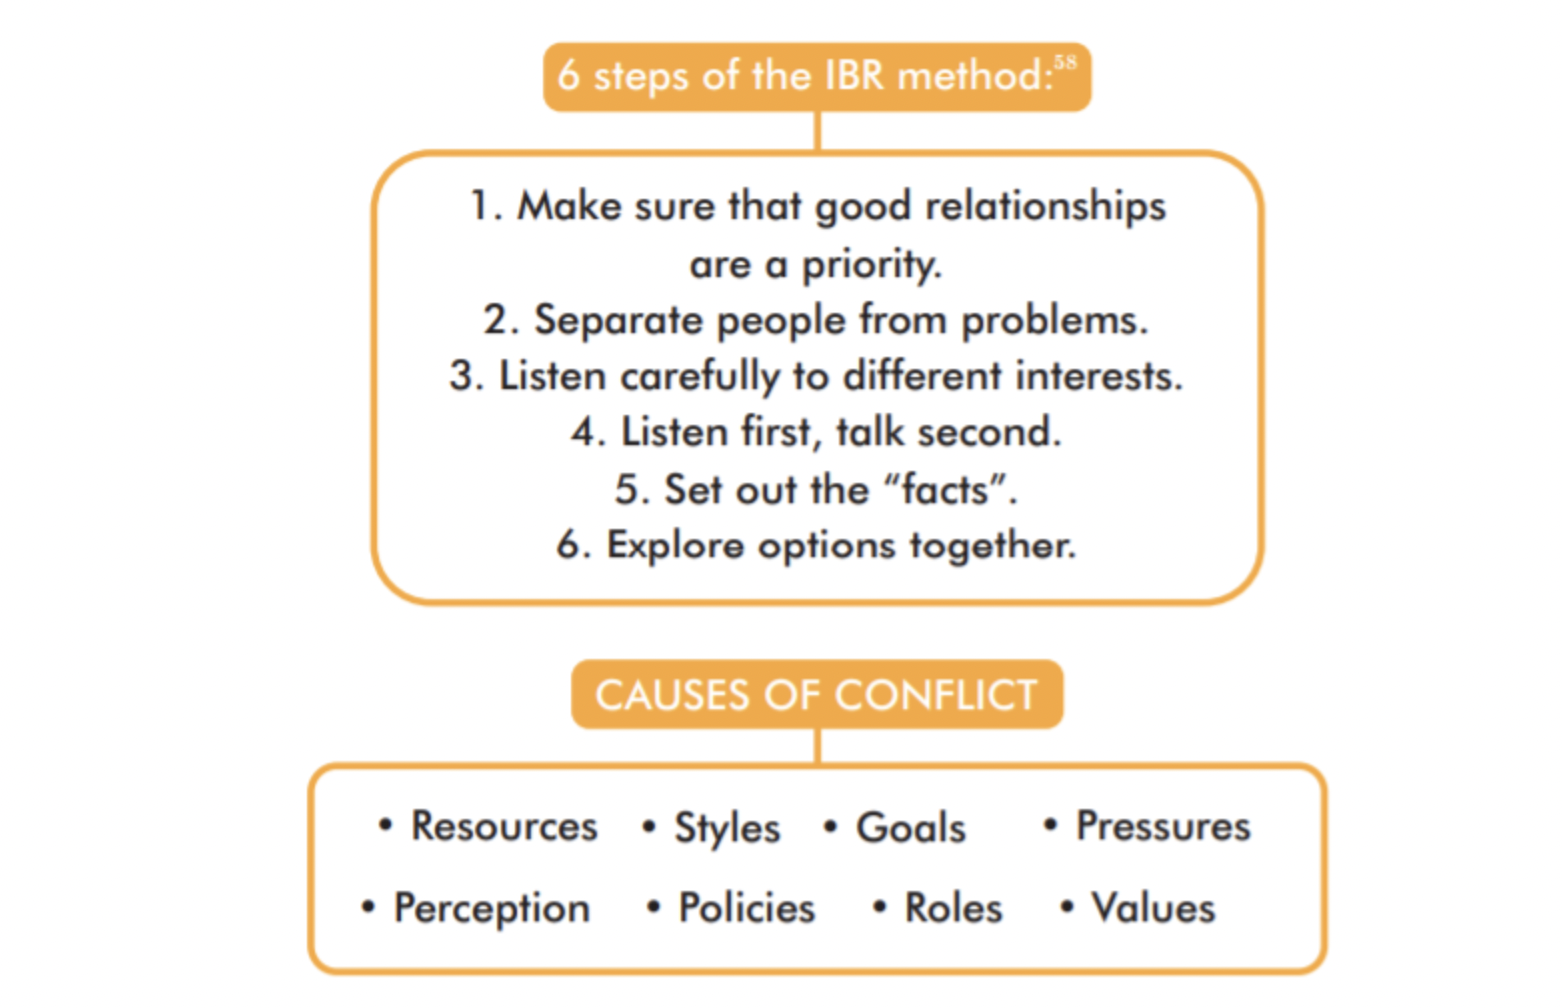 6 steps of the IBR method:58
1. Make sure that good relationships
are a priority.
2. Separate people from problems.
3. Listen carefully to different interests.
4. Listen first, talk second.
5. Set out the “facts”.
6. Explore options together.
CAUSES OF CONFLICT
• Resources • Styles • Goals • Pressures
• Perception • Policies • Roles • Values